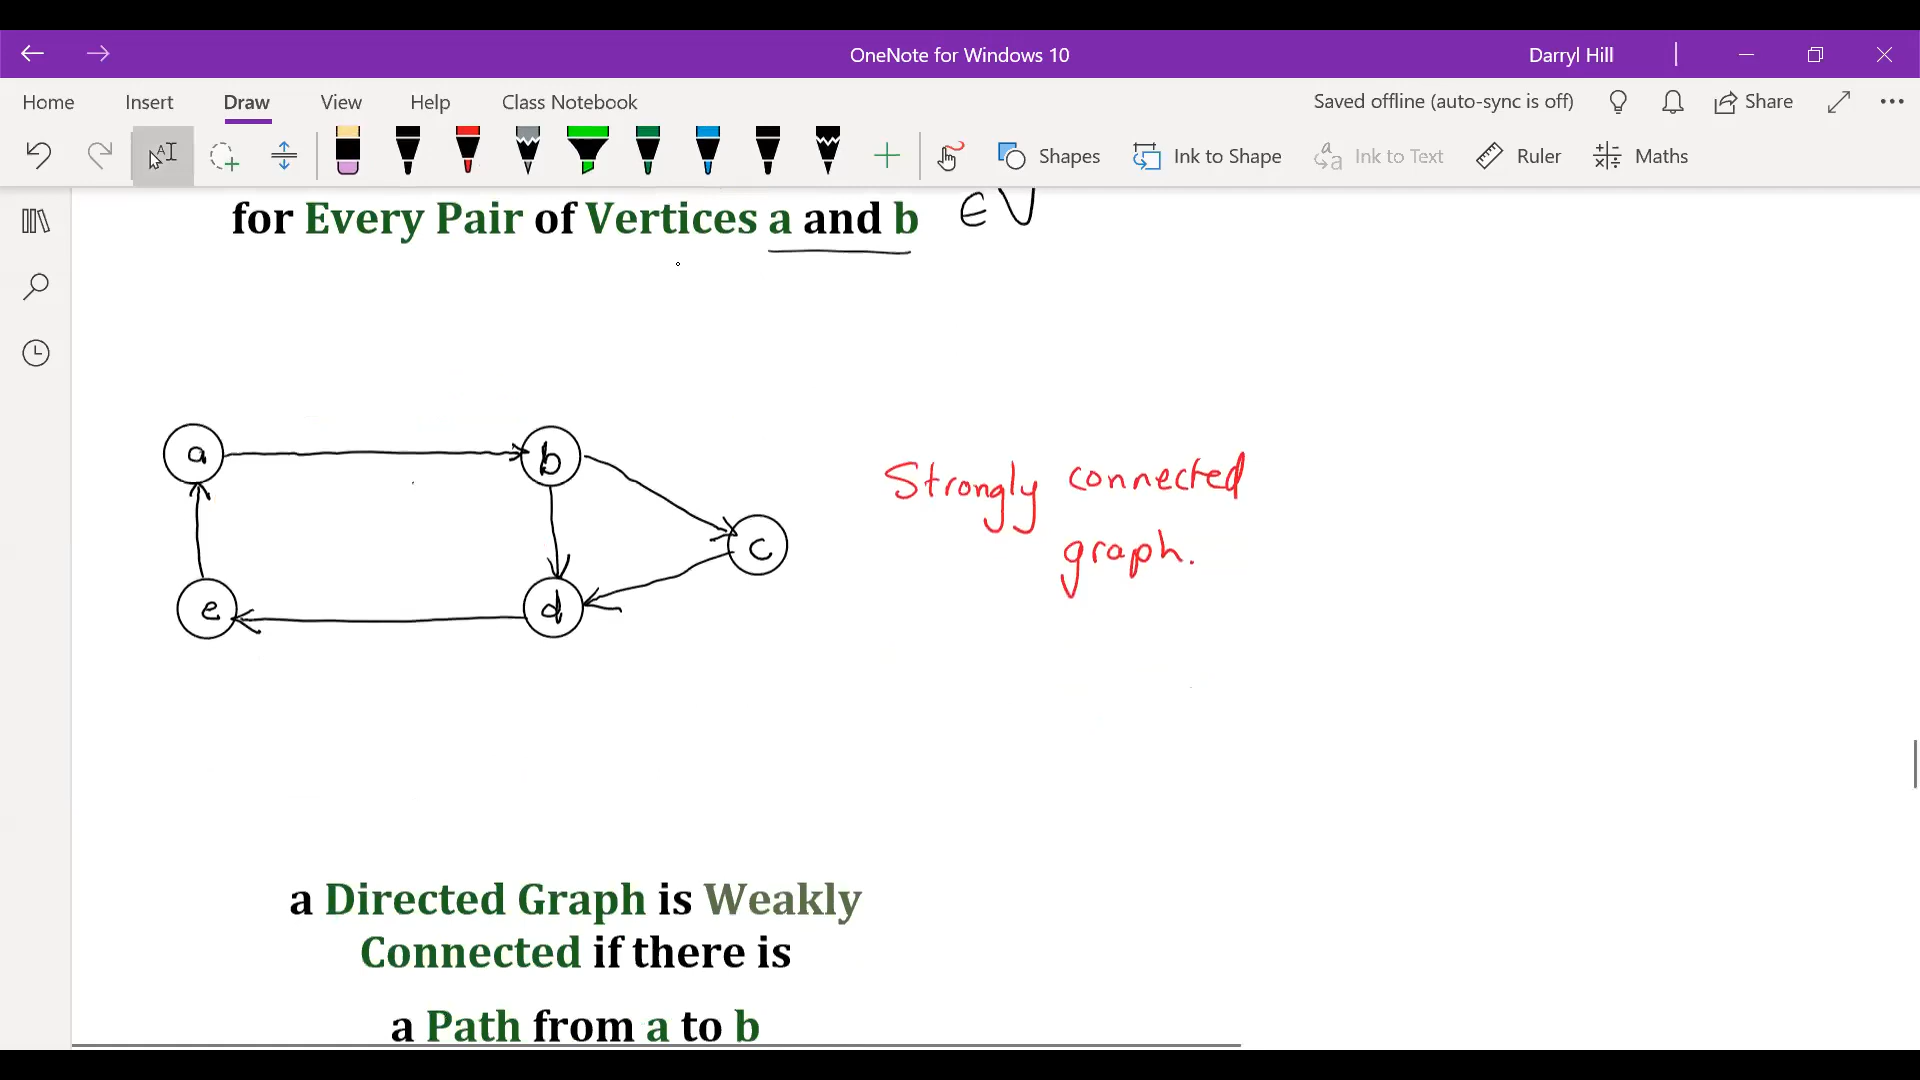 OneNote for Windows 10
Darryl Hill
Home Insert Draw View Help Class Notebook
Saved offline (auto-sync is off) Share
Shapes Ink to Shape Ink to Text Ruler Maths
for Every Pair of Vertices a and b ∈ V
a b
c
e d
Strongly connected
graph.
a Directed Graph is Weakly
Connected if there is
a Path from a to b